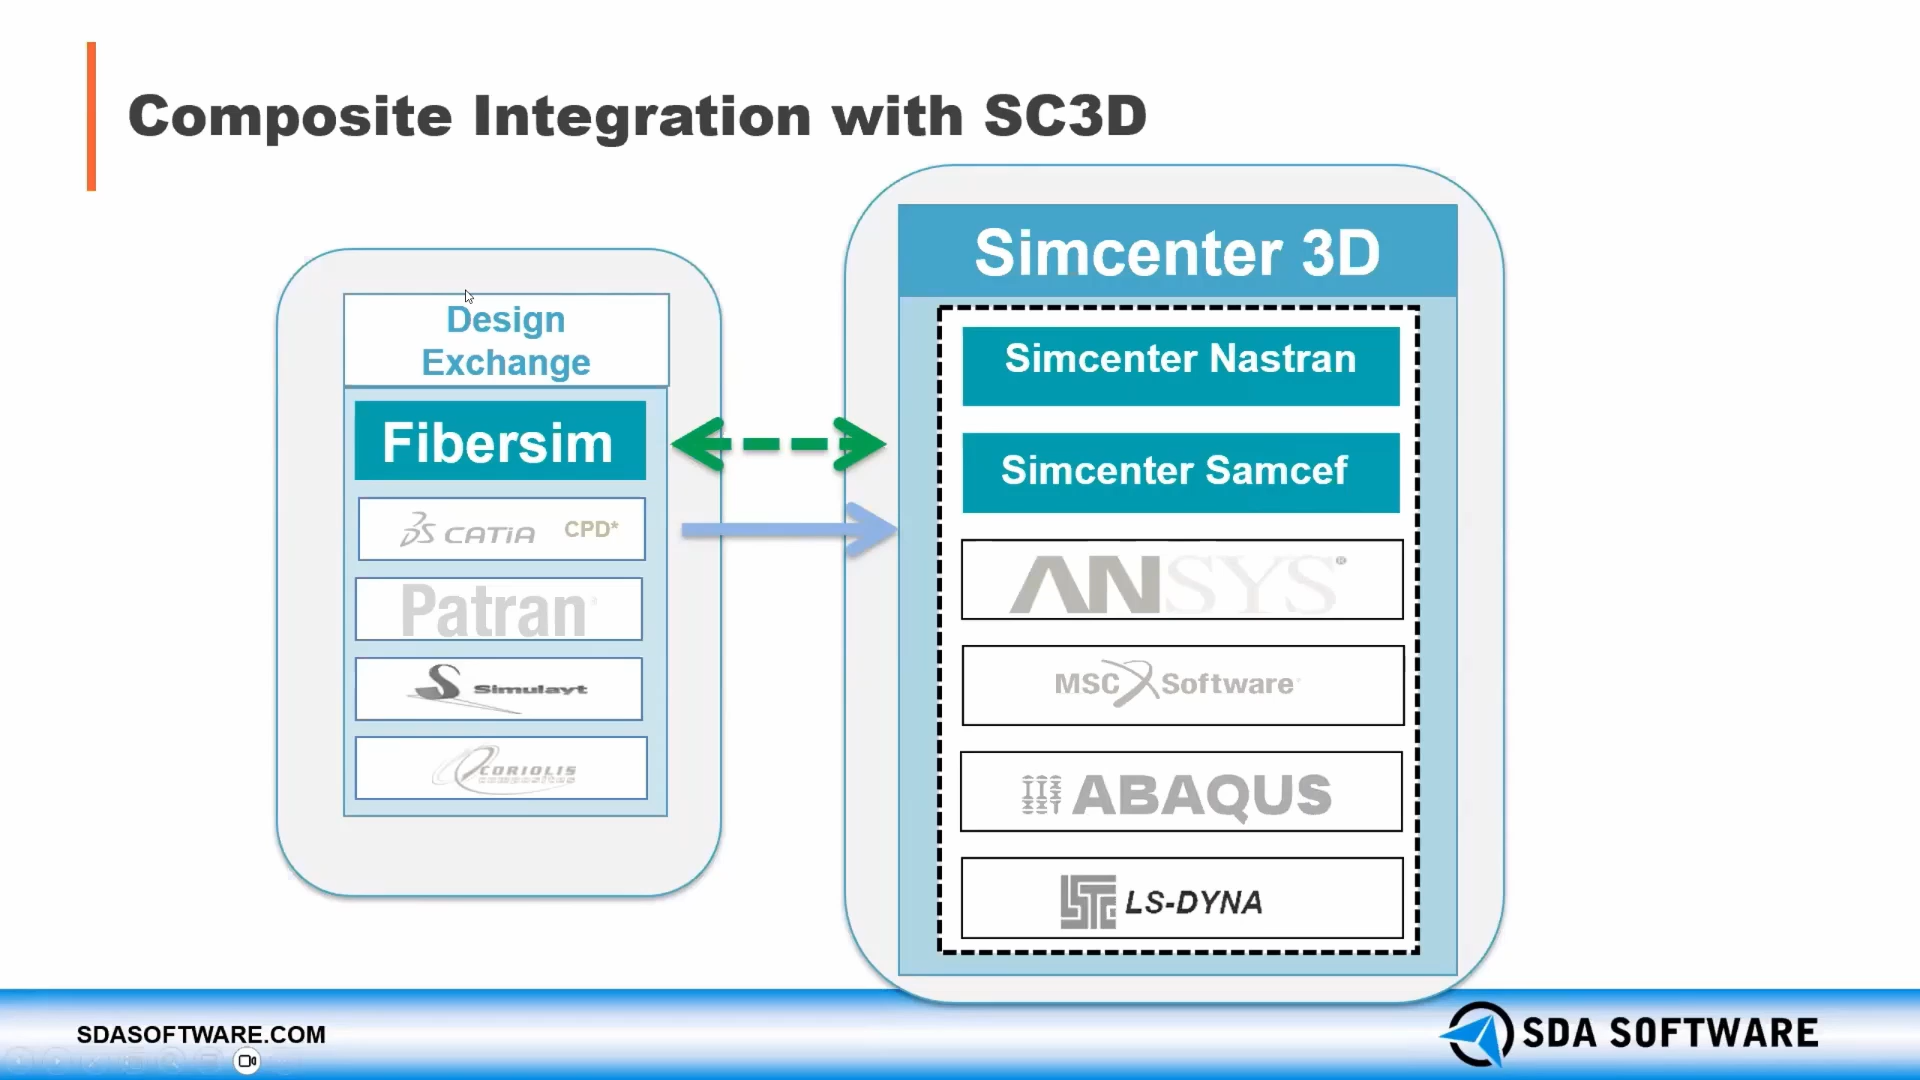 Composite Integration with SC3D
Design
Exchange
Fibersim
CATIA CPD*
Patran
Simulayt
CORIOLIS
composites
Simcenter 3D
Simcenter Nastran
Simcenter Samcef
ANSYS®
MSC Software
ABAQUS
LS-DYNA
SDASOFTWARE.COM
SDA SOFTWARE